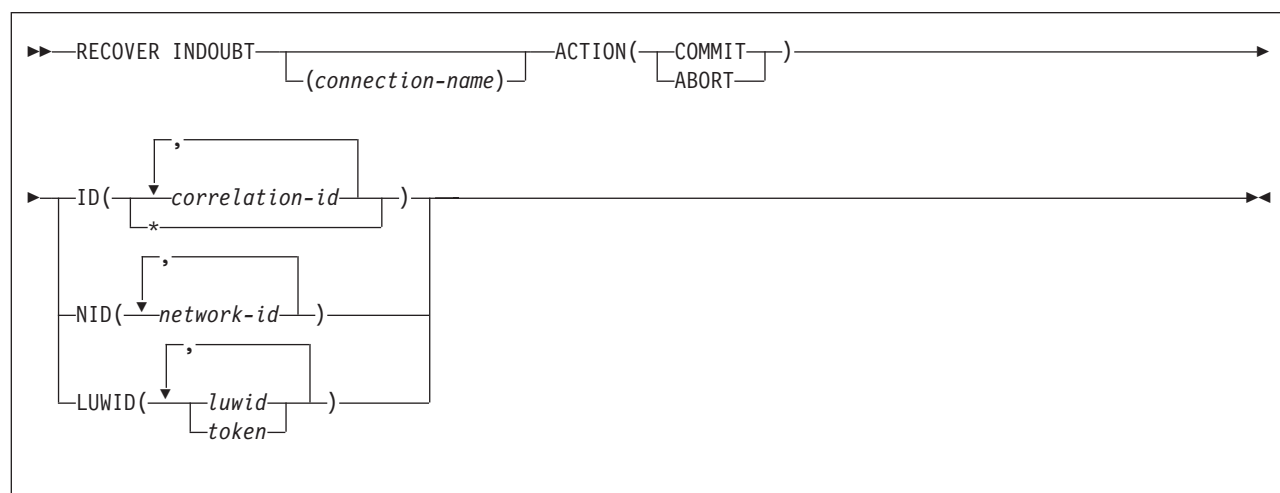 RECOVER INDOUBT (connection-name) ACTION( COMMIT )
ABORT
,
ID( correlation-id )
*
,
NID( network-id )
,
LUWID( luwid )
token